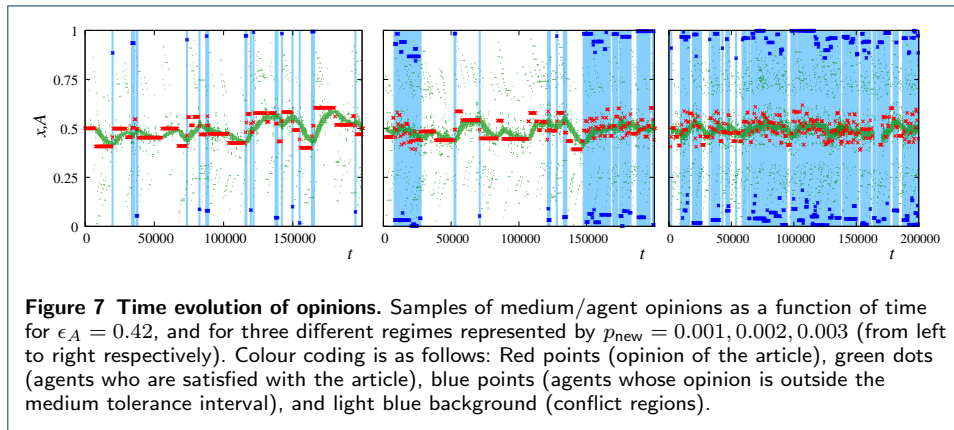 1
0.75
0.5
0.25
0
x,A
0 50000 100000 150000
t
0 50000 100000 150000
t
0 50000 100000 150000 200000
t
Figure 7 Time evolution of opinions. Samples of medium/agent opinions as a function of time
for ϵA = 0.42, and for three different regimes represented by pnew = 0.001, 0.002, 0.003 (from left
to right respectively). Colour coding is as follows: Red points (opinion of the article), green dots
(agents who are satisfied with the article), blue points (agents whose opinion is outside the
medium tolerance interval), and light blue background (conflict regions).